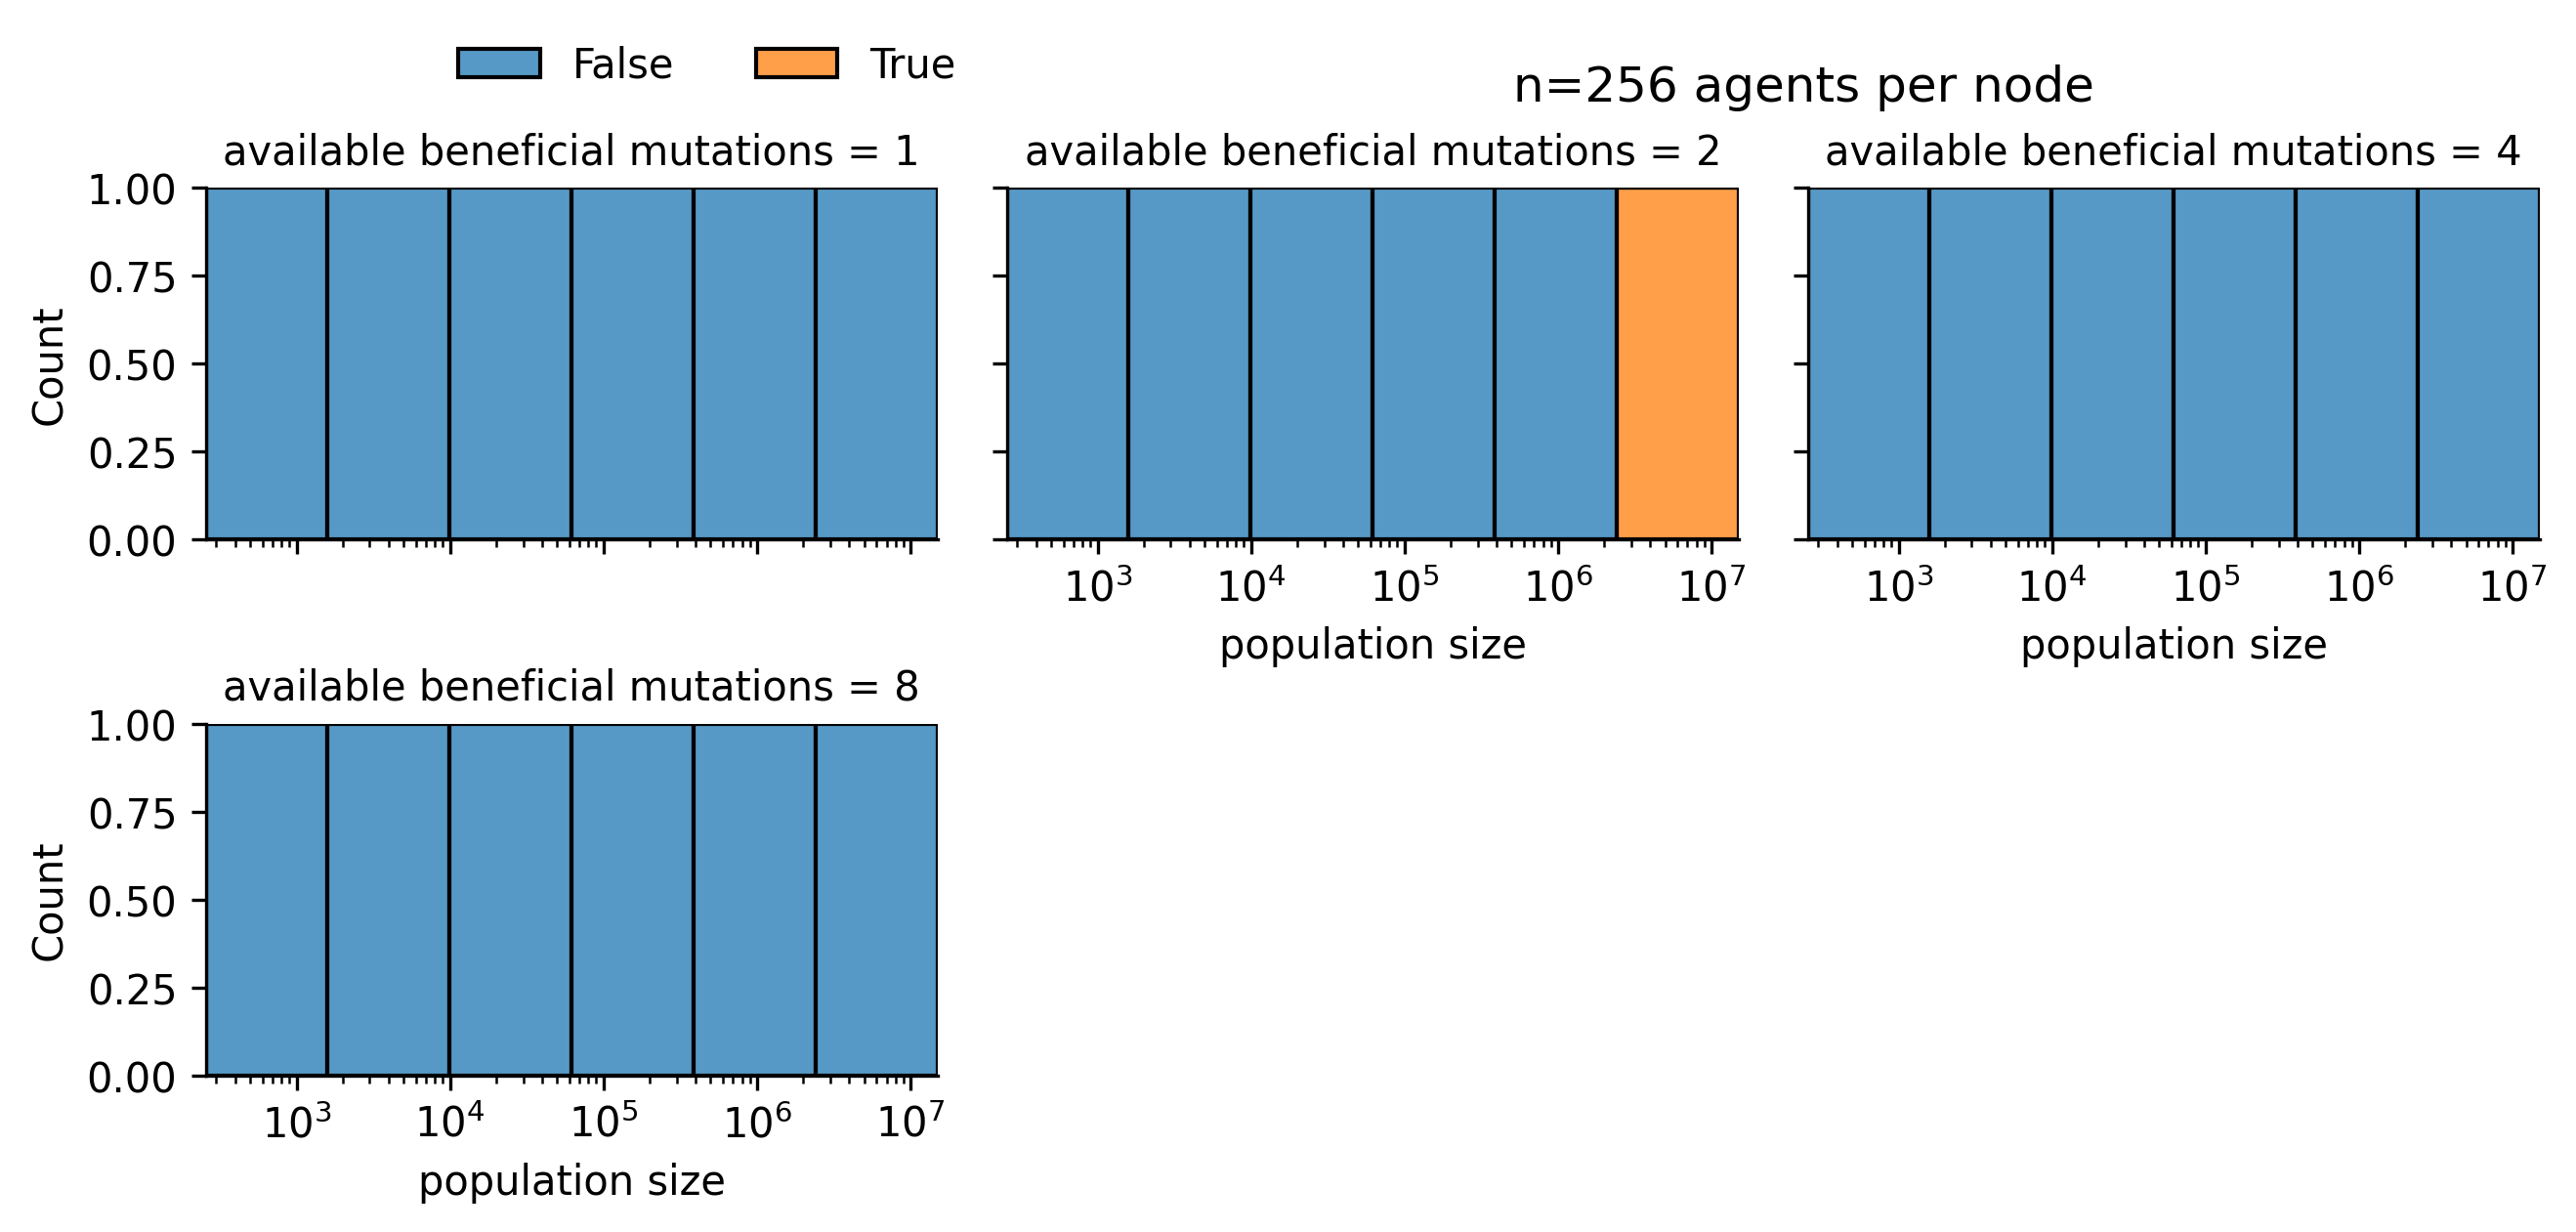 False True
n=256 agents per node
available beneficial mutations = 1
available beneficial mutations = 2
available beneficial mutations = 4
Count
1.00
0.75
0.50
0.25
0.00
10³ 10⁴ 10⁵ 10⁶ 10⁷
population size
10³ 10⁴ 10⁵ 10⁶ 10⁷
population size
available beneficial mutations = 8
Count
1.00
0.75
0.50
0.25
0.00
10³ 10⁴ 10⁵ 10⁶ 10⁷
population size